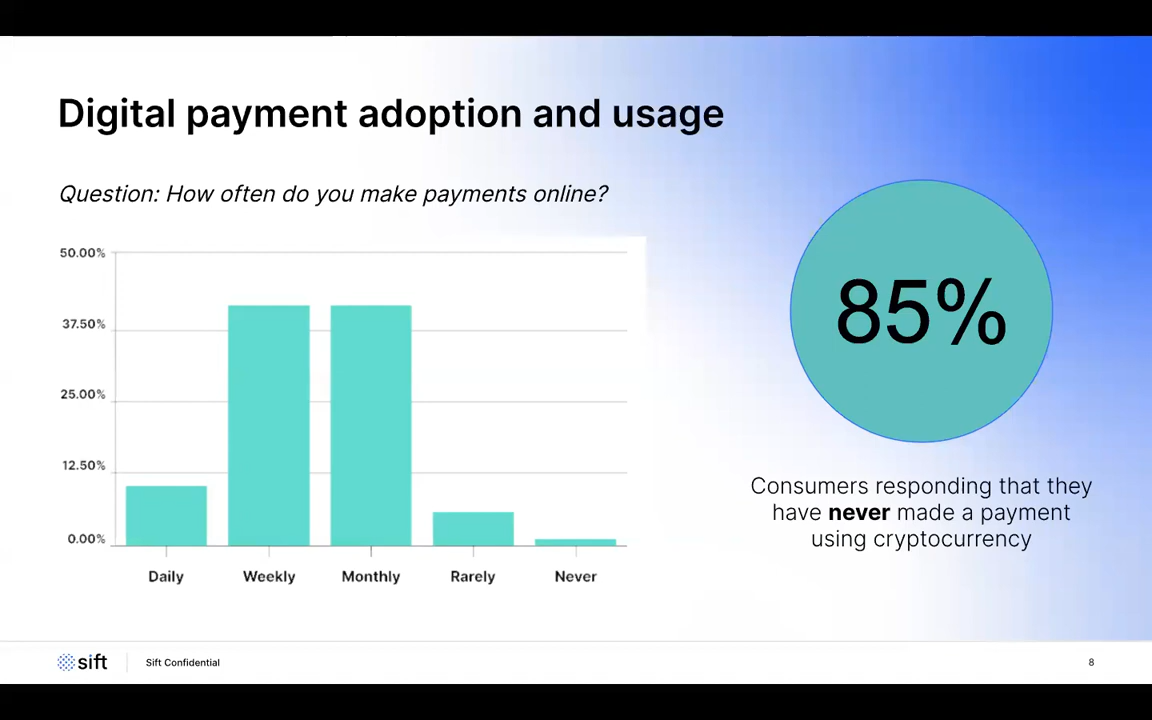 Digital payment adoption and usage
Question: How often do you make payments online?
50.00%
37.50%
25.00%
12.50%
0.00%
Daily
Weekly
Monthly
Rarely
Never
85%
Consumers responding that they
have never made a payment
using cryptocurrency
sift
Sift Confidential
8